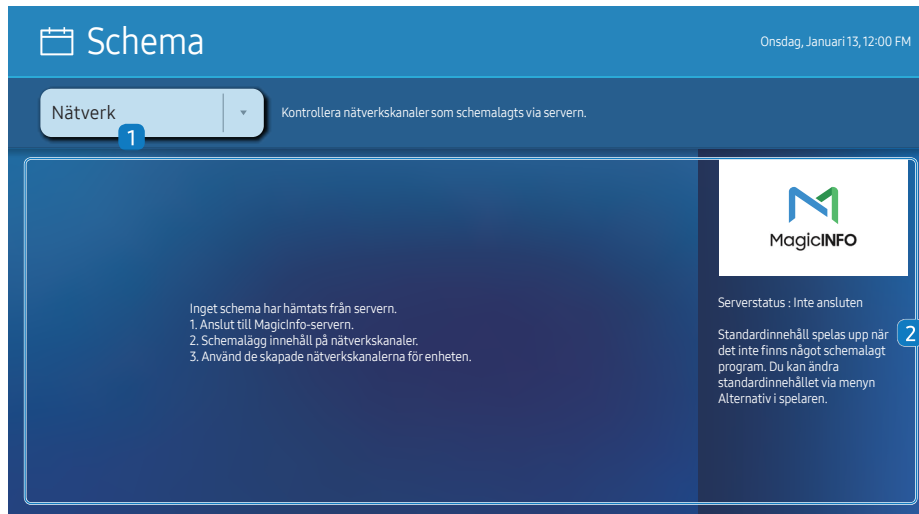 Schema
Onsdag, Januari 13, 12:00 FM
Nätverk
1
Kontrollera nätverkskanaler som schemalagts via servern.
MagicINFO
Inget schema har hämtats från servern.
1. Anslut till MagicInfo-servern.
2. Schemalägg innehåll på nätverkskanaler.
3. Använd de skapade nätverkskanalerna för enheten.
Serverstatus : Inte ansluten
2
Standardinnehåll spelas upp när
det inte finns något schemalagt
program. Du kan ändra
standardinnehållet via menyn
Alternativ i spelaren.